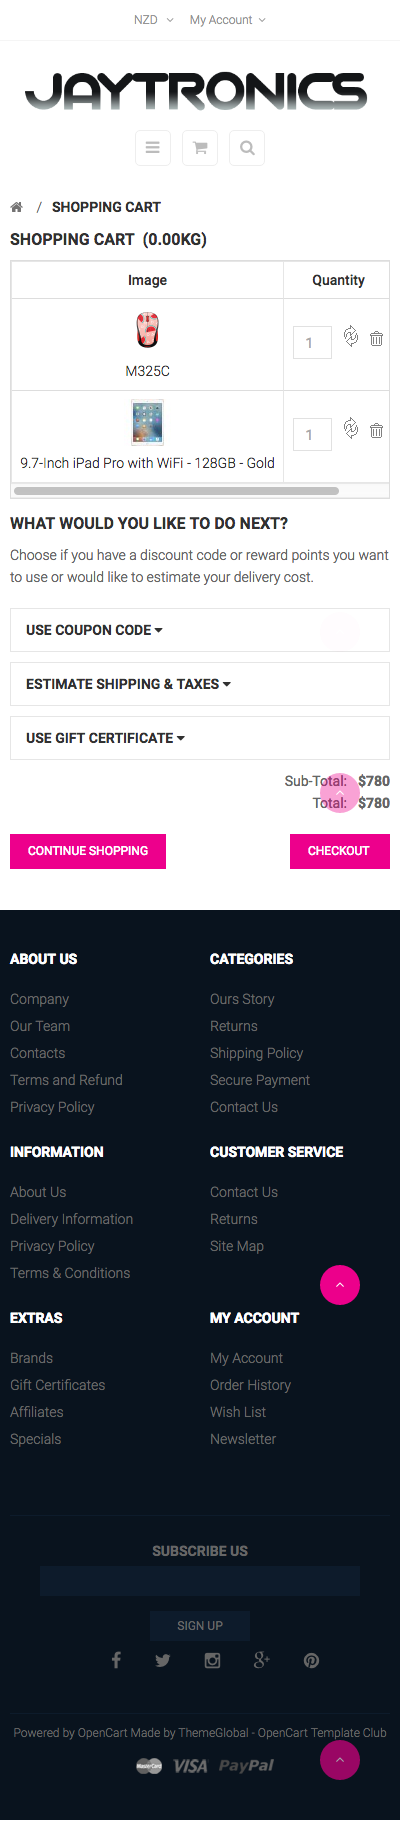 NZD My Account
JAYTRONICS
/ SHOPPING CART
SHOPPING CART (0.00KG)
Image Quantity
1
M325C
1
9.7-Inch iPad Pro with WiFi - 128GB - Gold
WHAT WOULD YOU LIKE TO DO NEXT?
Choose if you have a discount code or reward points you want
to use or would like to estimate your delivery cost.
USE COUPON CODE
ESTIMATE SHIPPING & TAXES
USE GIFT CERTIFICATE
Sub-Total: $780
Total: $780
CONTINUE SHOPPING CHECKOUT
ABOUT US
Company
Our Team
Contacts
Terms and Refund
Privacy Policy
CATEGORIES
Ours Story
Returns
Shipping Policy
Secure Payment
Contact Us
INFORMATION
About Us
Delivery Information
Privacy Policy
Terms & Conditions
CUSTOMER SERVICE
Contact Us
Returns
Site Map
EXTRAS
Brands
Gift Certificates
Affiliates
Specials
MY ACCOUNT
My Account
Order History
Wish List
Newsletter
SUBSCRIBE US
SIGN UP
Powered by OpenCart Made by ThemeGlobal - OpenCart Template Club
MasterCard VISA PayPal